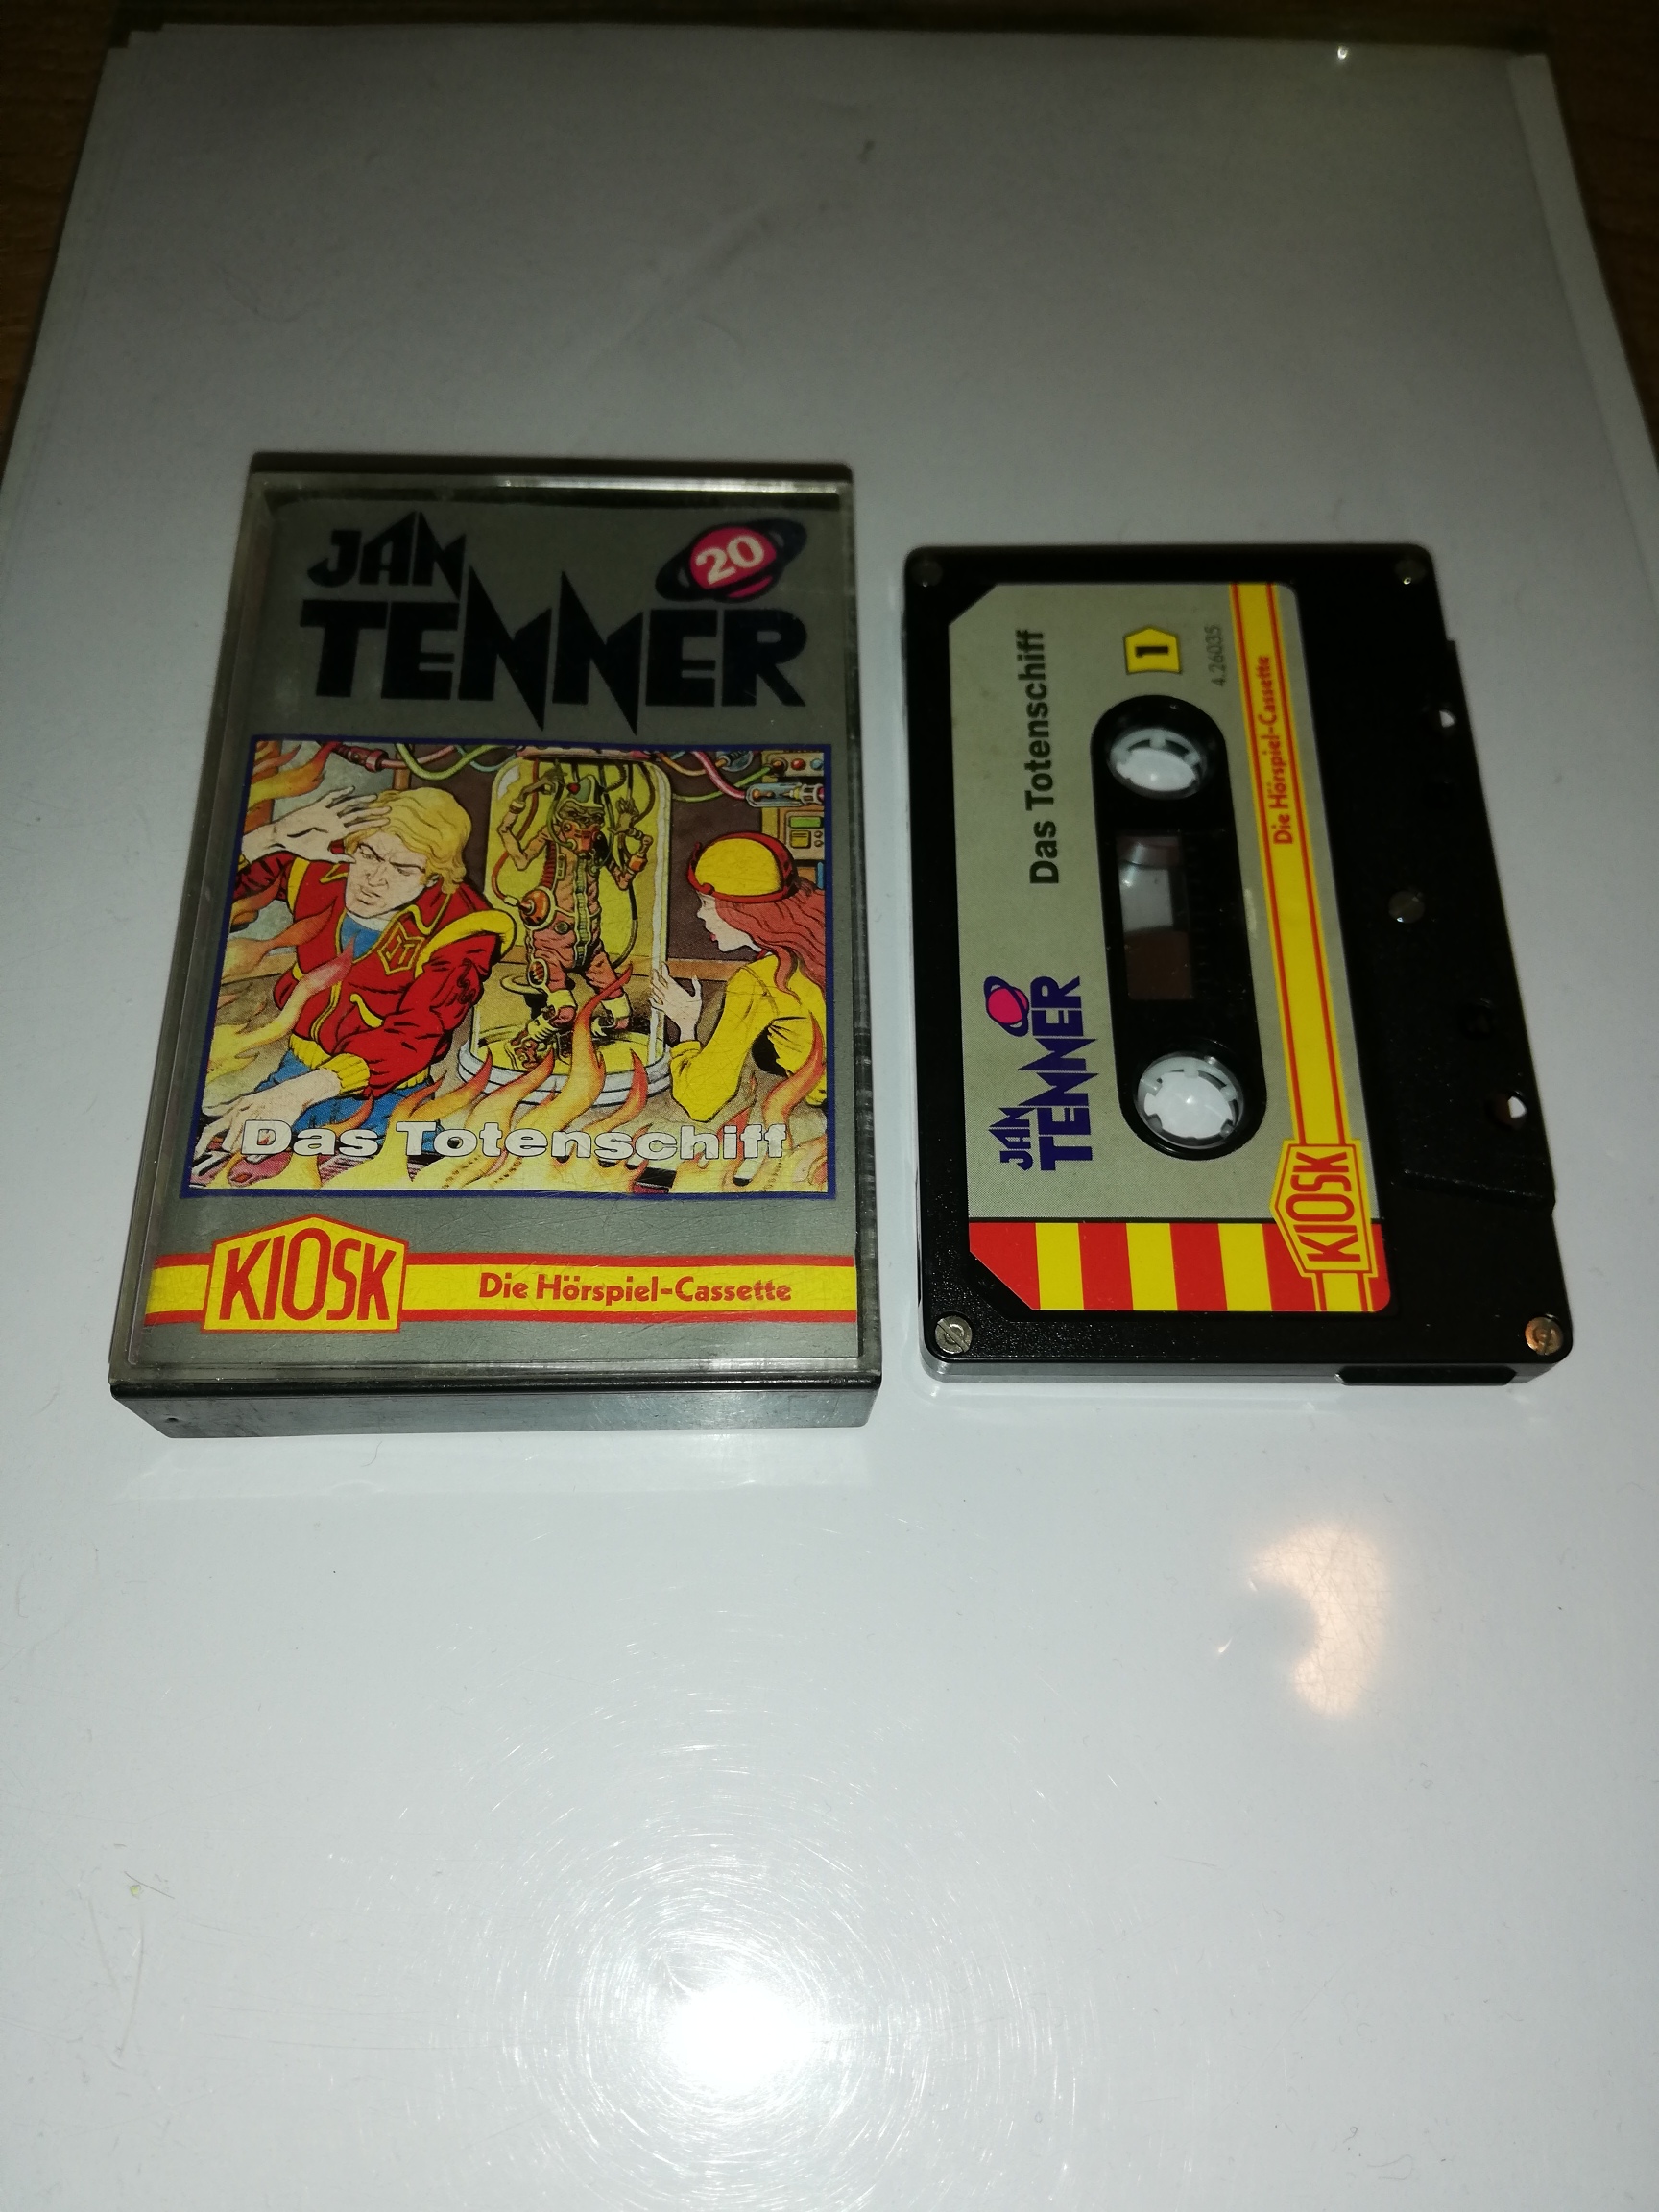 JAN
TENNER
20
Das Totenschiff
KIOSK
Die Hörspiel-Cassette
JAN
TENNER
Das Totenschiff
1
4.26035
KIOSK
Die Hörspiel-Cassette